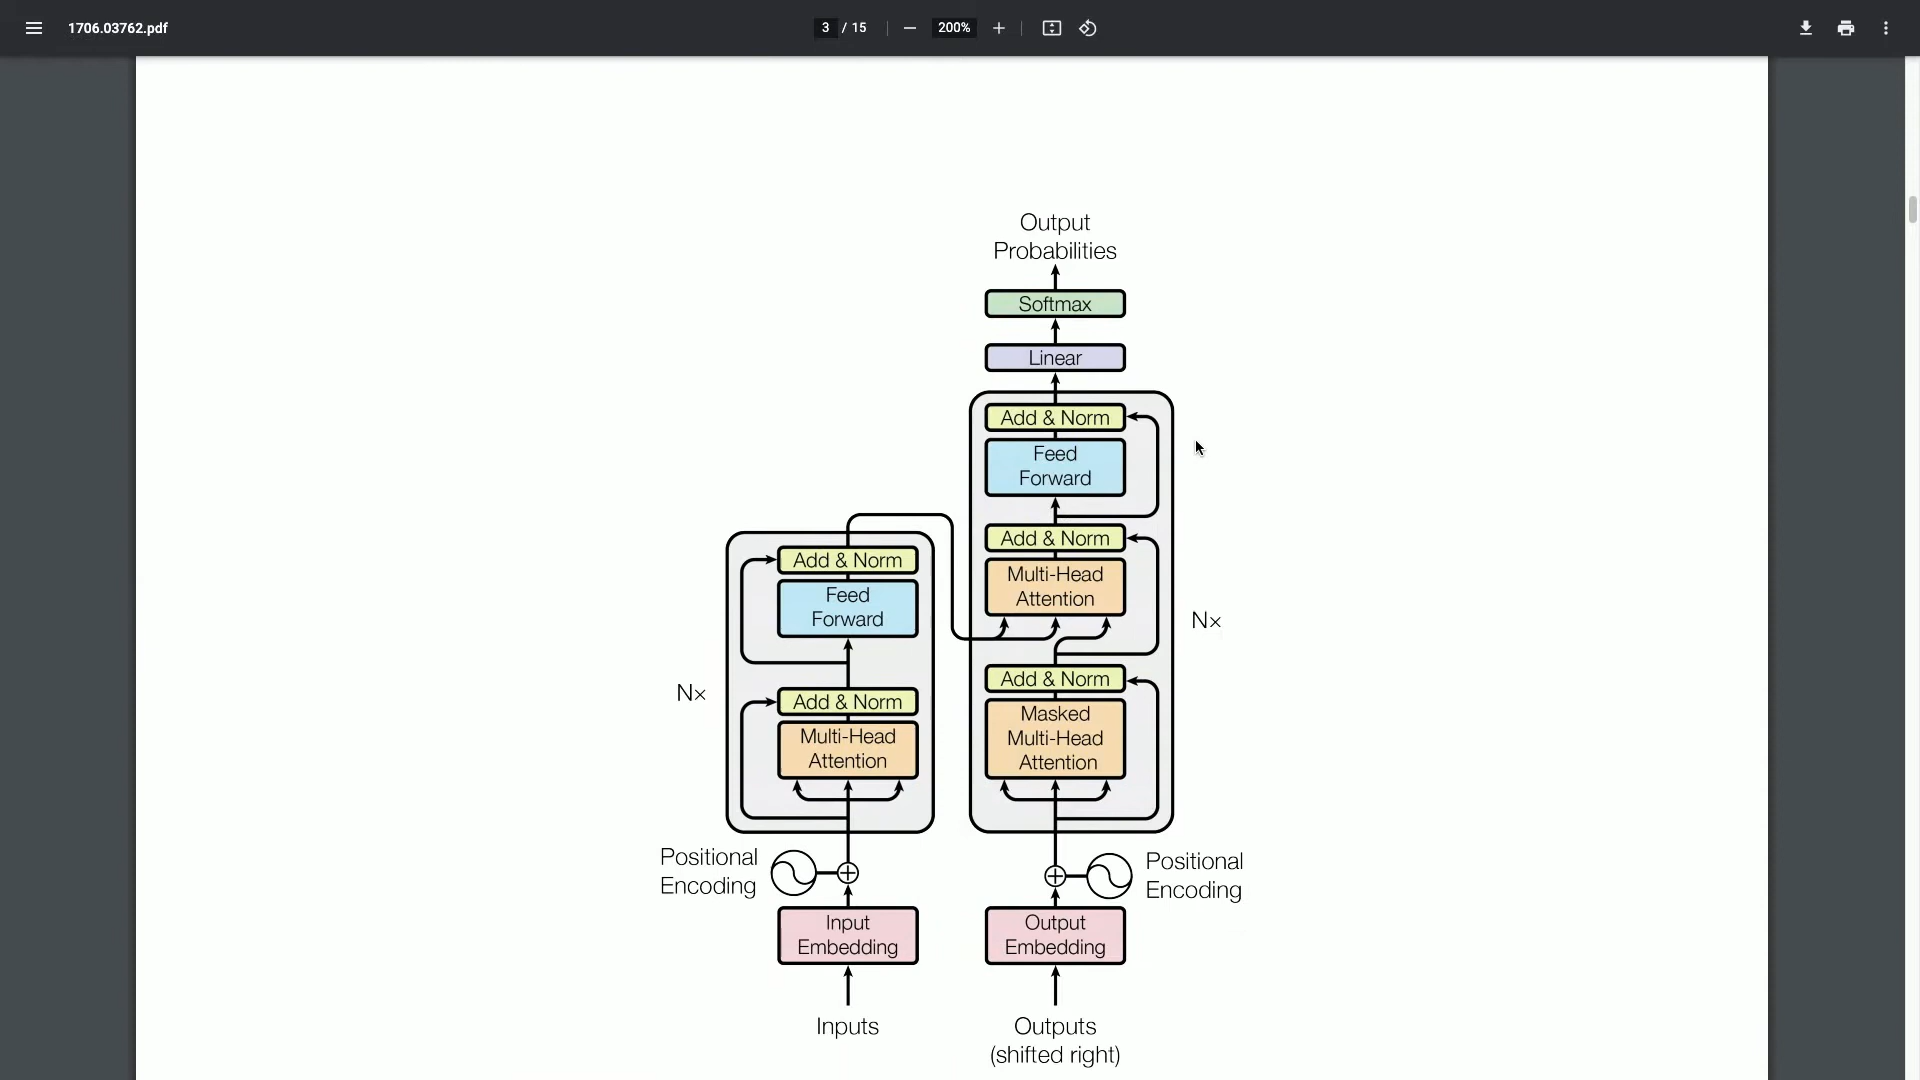 1706.03762.pdf
3 / 15
200%
Output
Probabilities
Softmax
Linear
Add & Norm
Feed
Forward
Add & Norm
Multi-Head
Attention
Add & Norm
Masked
Multi-Head
Attention
N×
Add & Norm
Feed
Forward
Add & Norm
Multi-Head
Attention
N×
Positional
Encoding
Positional
Encoding
Input
Embedding
Output
Embedding
Inputs
Outputs
(shifted right)